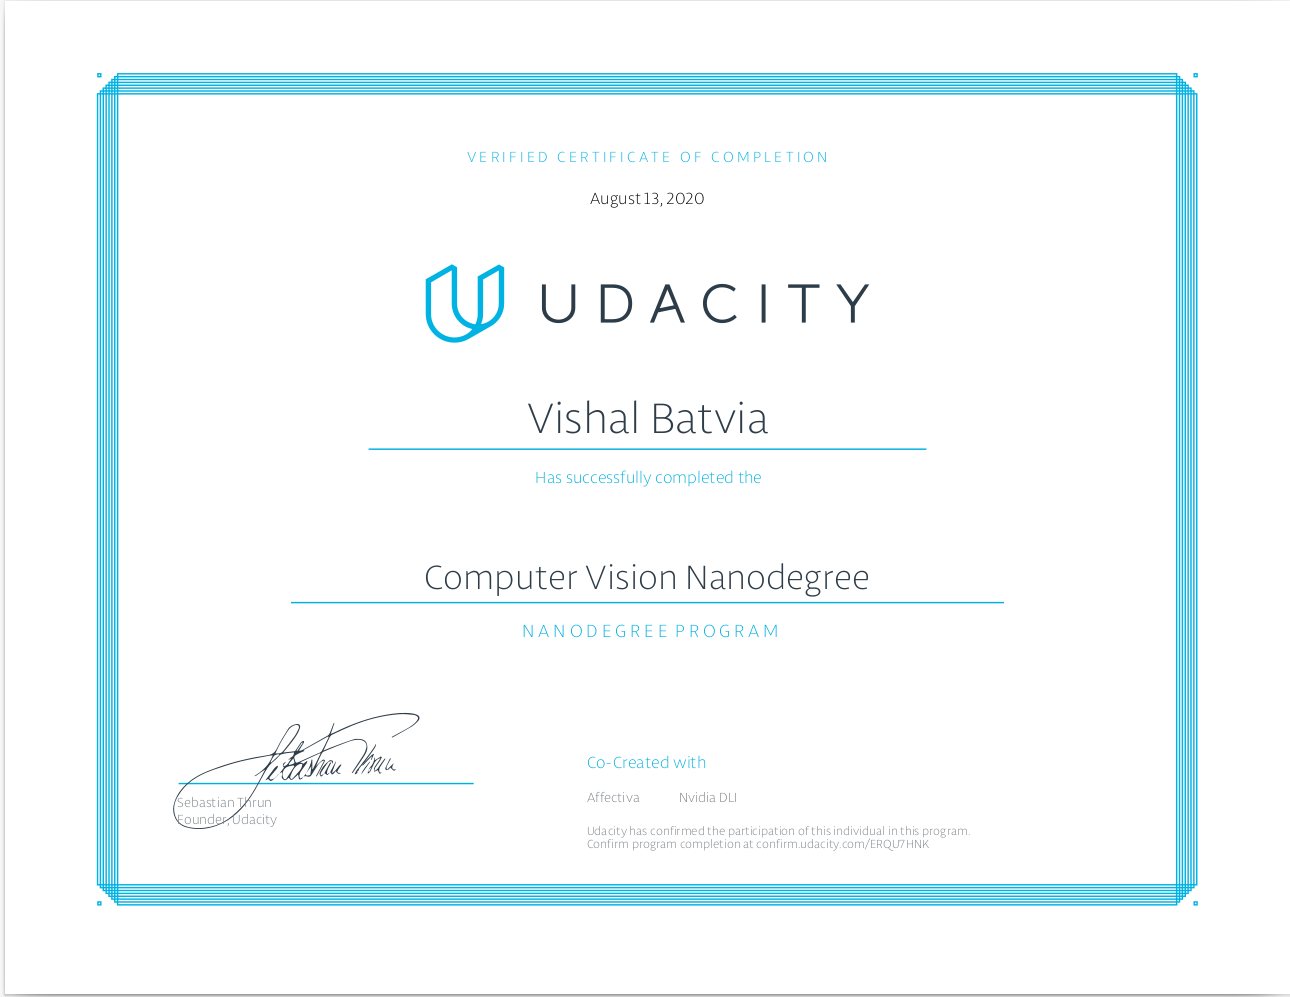 VERIFIED CERTIFICATE OF COMPLETION
August 13, 2020
UDACITY
Vishal Batvia
Has successfully completed the
Computer Vision Nanodegree
NANODEGREE PROGRAM
Sebastian Thrun
Sebastian Thrun
Founder, Udacity
Co-Created with
Affectiva Nvidia DLI
Udacity has confirmed the participation of this individual in this program.
Confirm program completion at confirm.udacity.com/ERQU7HNK